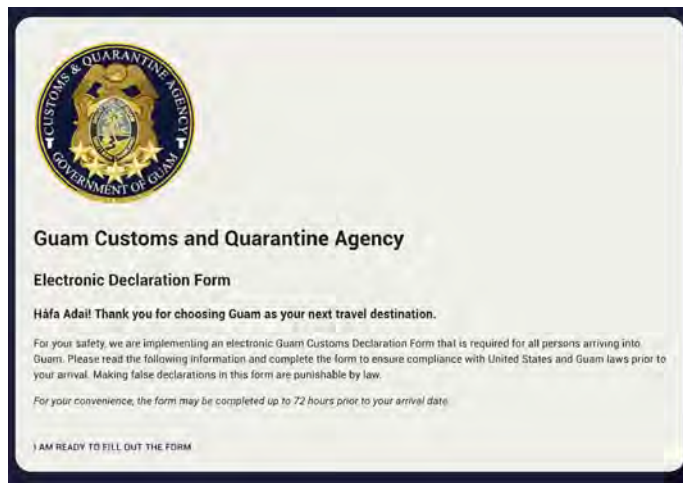 CUSTOMS & QUARANTINE AGENCY
GOVERNMENT OF GUAM
Guam Customs and Quarantine Agency
Electronic Declaration Form
Håfa Adai! Thank you for choosing Guam as your next travel destination.
For your safety, we are implementing an electronic Guam Customs Declaration Form that is required for all persons arriving into
Guam. Please read the following information and complete the form to ensure compliance with United States and Guam laws prior to
your arrival. Making false declarations in this form are punishable by law.
For your convenience, the form may be completed up to 72 hours prior to your arrival date.
I AM READY TO FILL OUT THE FORM